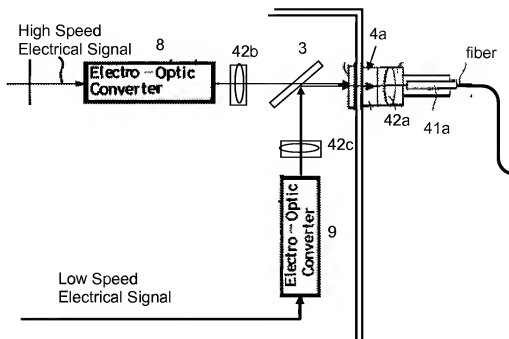 High Speed
Electrical Signal
8
42b
3
4a
fiber
Electro-Optic
Converter
42a
41a
42c
Electro-Optic
Converter
9
Low Speed
Electrical Signal